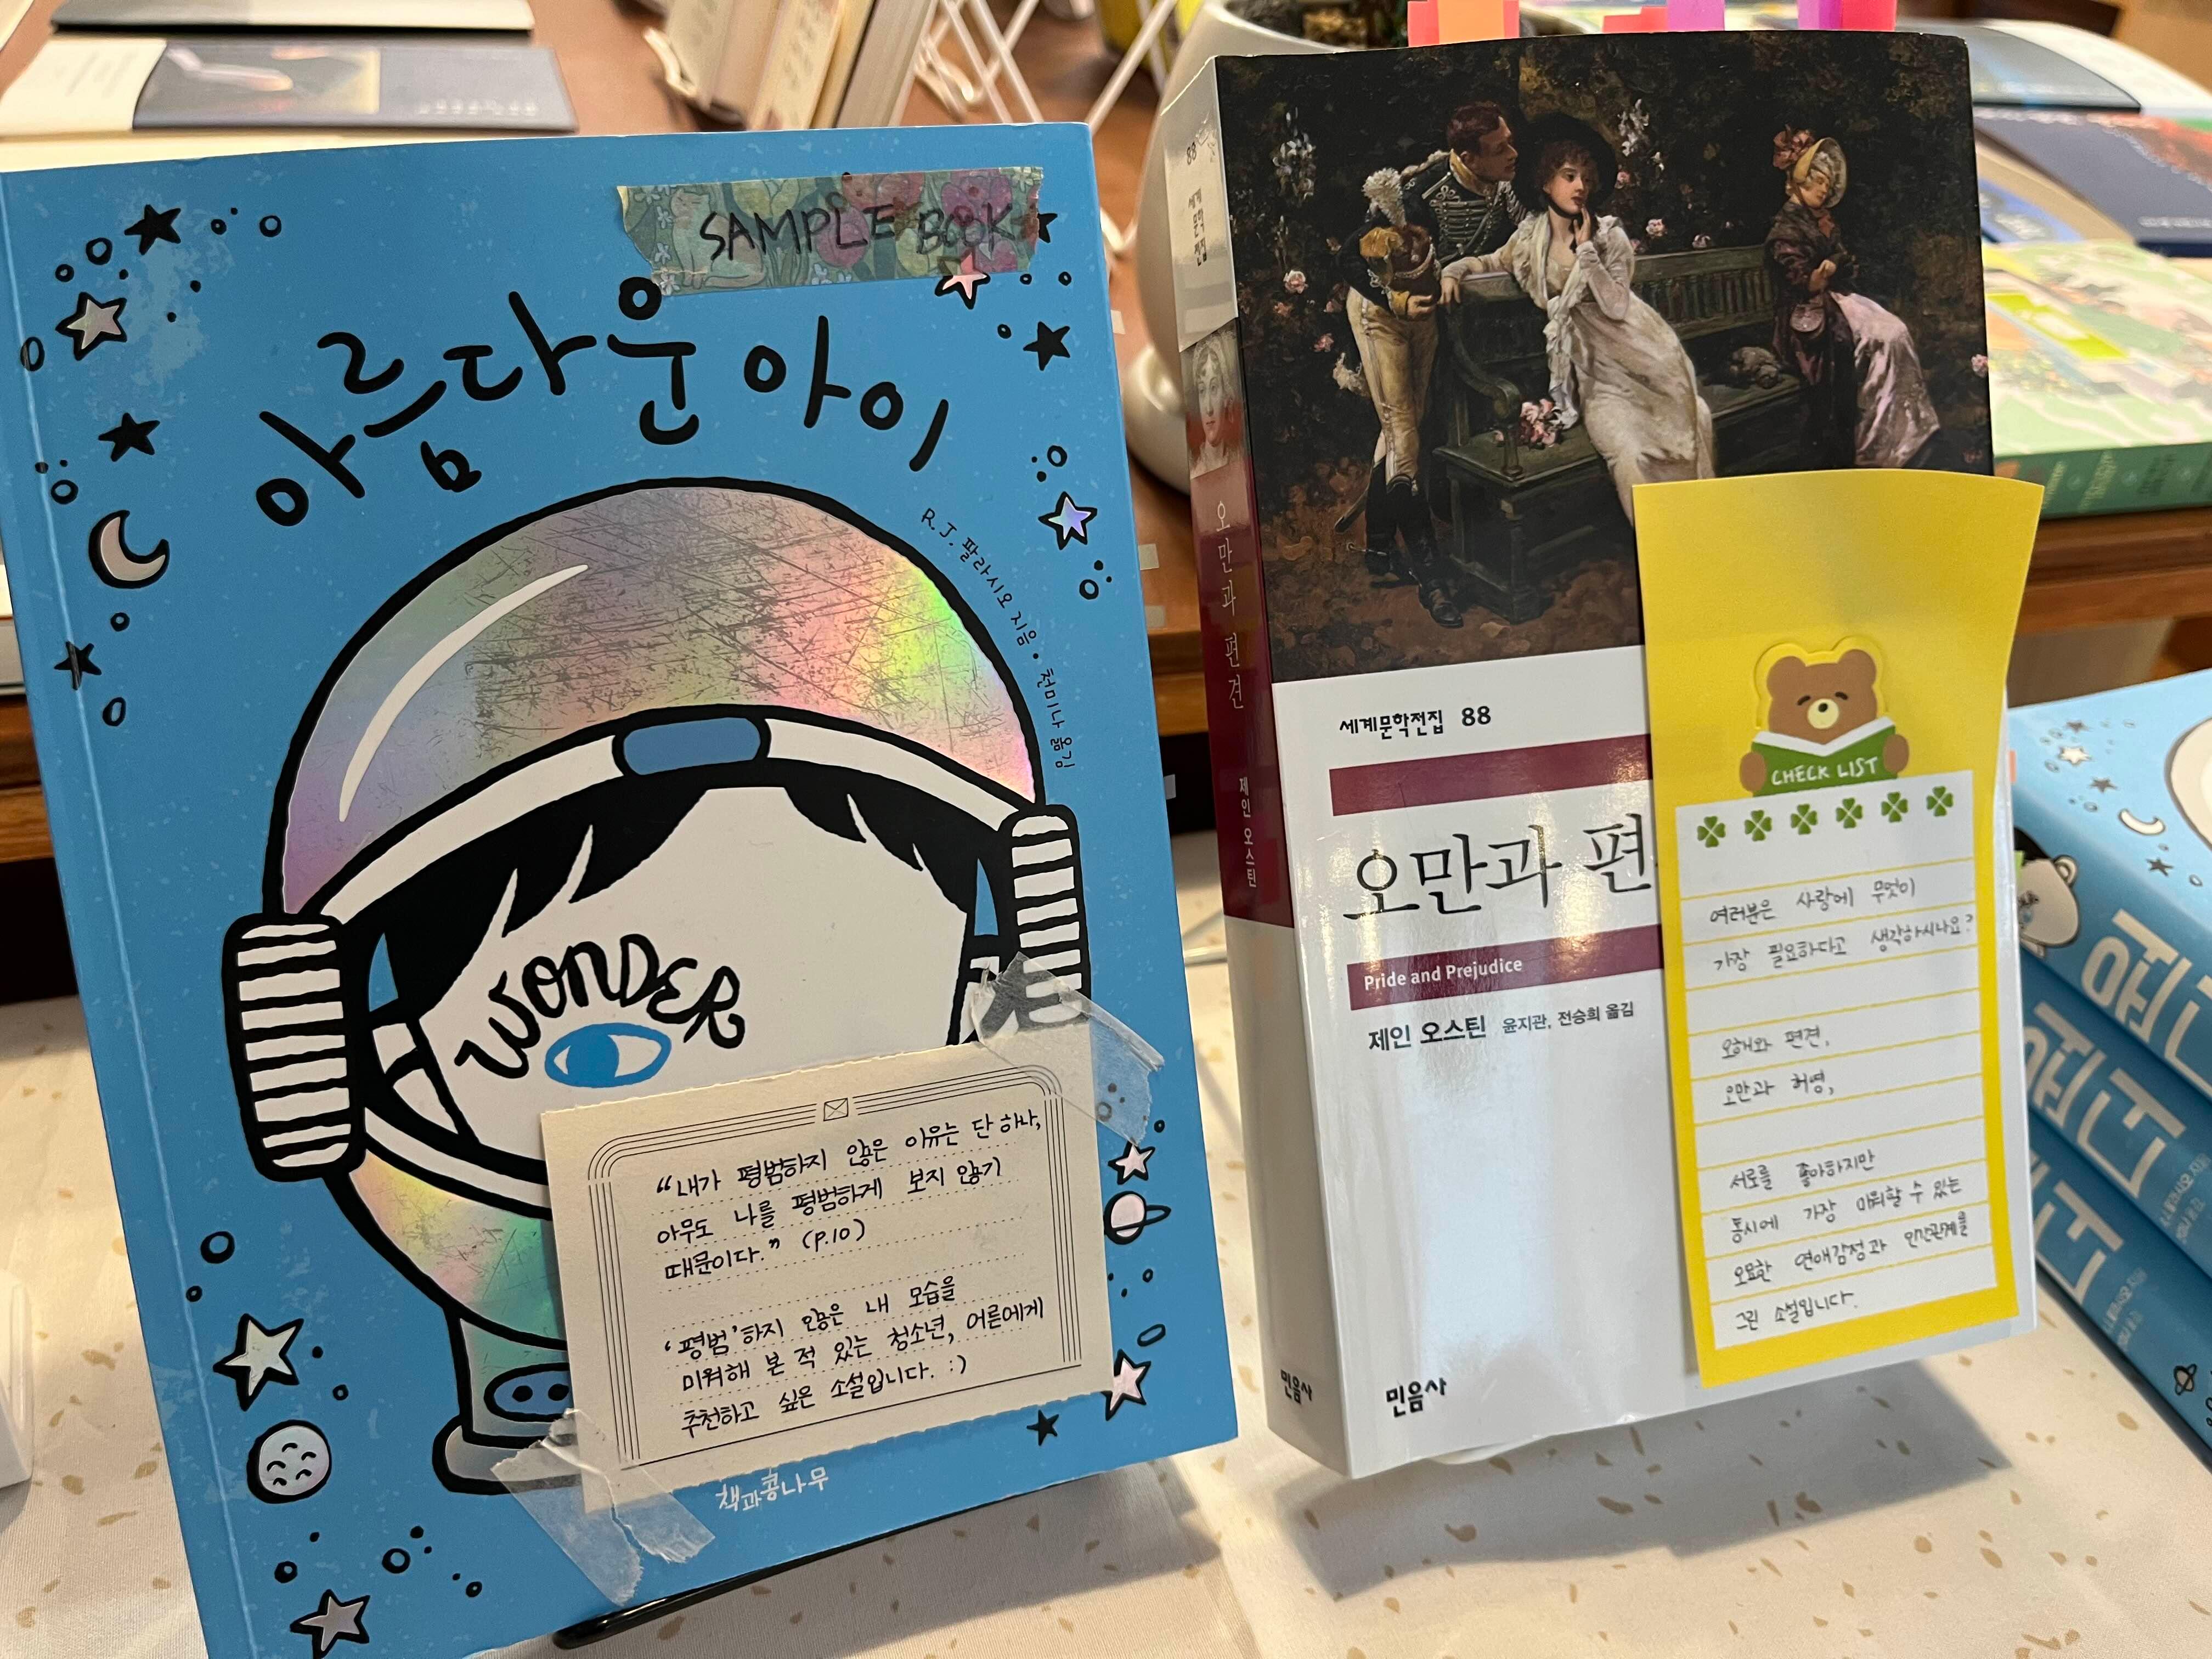 SAMPLE BOOK
아름다운 아이
R.J. 팔라시오 지음 • 천미나 옮김
WONDER
“내가 평범하지 않은 이유는 단 하나,
아무도 나를 평범하게 보지 않기
때문이다.” (p.10)
‘평범’하지 않은 내 모습을
미워해 본 적 있는 청소년, 어른에게
추천하고 싶은 소설입니다. :)
책과콩나무
88
세계
문학
전집
오만과 편견
제인 오스틴
민음사
세계문학전집 88
오만과 편
Pride and Prejudice
제인 오스틴 윤지관, 전승희 옮김
민음사
CHECK LIST
여러분은 사랑에 무엇이
가장 필요하다고 생각하시나요?
오해와 편견,
오만과 허영,
서로를 좋아하지만
동시에 가장 미워할 수 있는
오묘한 연애감정과 인간관계를
그린 소설입니다.
원더
원더